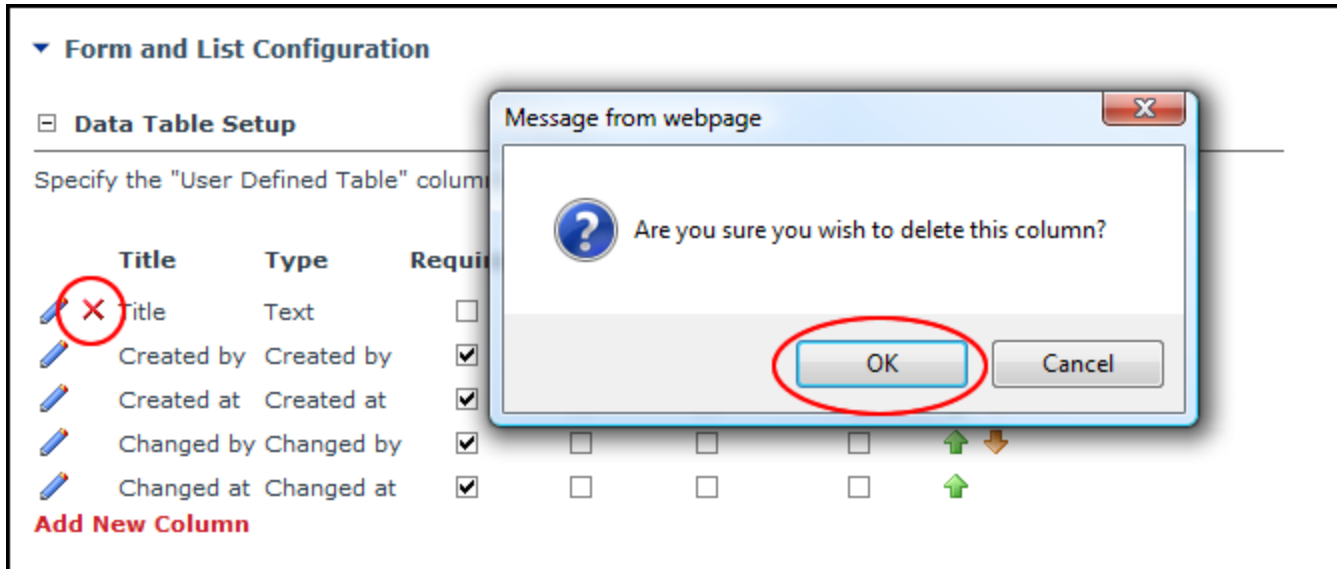 Form and List Configuration
Data Table Setup
Message from webpage
Specify the "User Defined Table"
Are you sure you wish to delete this column?
Title Type
Title Text
Created by Created by
OK Cancel
Created at Created at
Changed by Changed by
Changed at Changed at
Add New Column